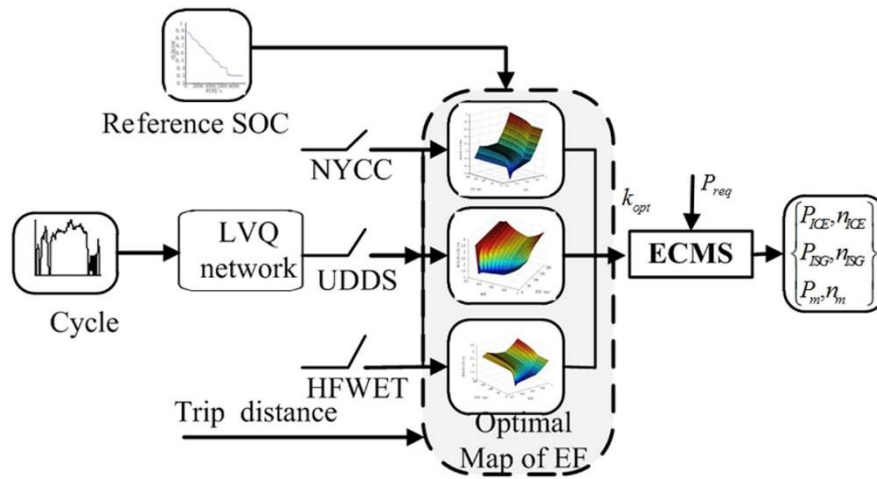 Reference SOC
NYCC
k_opt
P_req
LVQ
network
UDDS
ECMS
P_ICE, n_ICE
P_ISG, n_ISG
P_m, n_m
Cycle
HFWET
Trip distance
Optimal
Map of EF